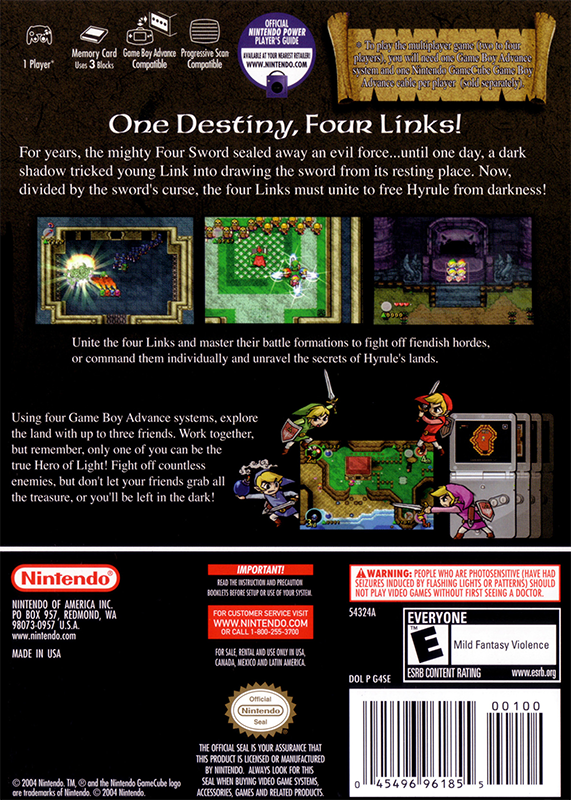 1 Player
Memory Card
Uses 3 Blocks
Game Boy Advance
Compatible
Progressive Scan
Compatible
OFFICIAL
NINTENDO POWER
PLAYER'S GUIDE
AVAILABLE AT YOUR NEAREST RETAILER!
WWW.NINTENDO.COM
* To play the multiplayer game (two to four
players), you will need one Game Boy Advance
system and one Nintendo GameCube Game Boy
Advance cable per player (sold separately)
One Destiny, Four Links!
For years, the mighty Four Sword sealed away an evil force...until one day, a dark
shadow tricked young Link into drawing the sword from its resting place. Now,
divided by the sword's curse, the four Links must unite to free Hyrule from darkness!
Unite the four Links and master their battle formations to fight off fiendish hordes,
or command them individually and unravel the secrets of Hyrule's lands.
Using four Game Boy Advance systems, explore
the land with up to three friends. Work together,
but remember, only one of you can be the
true Hero of Light! Fight off countless
enemies, but don't let your friends grab all
the treasure, or you'll be left in the dark!
Nintendo®
NINTENDO OF AMERICA INC.
PO BOX 957, REDMOND, WA
98073-0957 U.S.A.
www.nintendo.com
MADE IN USA
IMPORTANT!
READ THE INSTRUCTION AND PRECAUTION
BOOKLETS BEFORE SETUP OR USE OF YOUR SYSTEM.
FOR CUSTOMER SERVICE VISIT
WWW.NINTENDO.COM
OR CALL 1-800-255-3700
FOR SALE, RENTAL AND USE ONLY IN USA,
CANADA, MEXICO AND LATIN AMERICA.
Official
Nintendo
Seal
THE OFFICIAL SEAL IS YOUR ASSURANCE THAT
THIS PRODUCT IS LICENSED OR MANUFACTURED
BY NINTENDO. ALWAYS LOOK FOR THIS
SEAL WHEN BUYING VIDEO GAME SYSTEMS,
ACCESSORIES, GAMES AND RELATED PRODUCTS.
WARNING: PEOPLE WHO ARE PHOTOSENSITIVE (HAVE HAD
SEIZURES INDUCED BY FLASHING LIGHTS OR PATTERNS) SHOULD
NOT PLAY VIDEO GAMES WITHOUT FIRST SEEING A DOCTOR.
54324A
EVERYONE
E
Mild Fantasy Violence
ESRB CONTENT RATING www.esrb.org
DOL P G4SE
00100
0 45496 96185 5
© 2004 Nintendo. TM, ® and the Nintendo GameCube logo
are trademarks of Nintendo. © 2004 Nintendo.